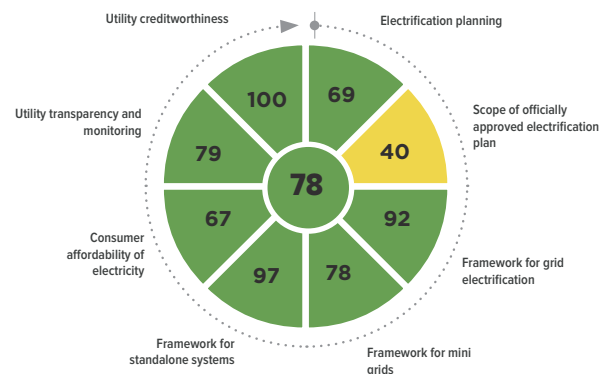 Utility creditworthiness
Electrification planning
100
69
Utility transparency and
monitoring
Scope of officially
approved electrification
plan
79
40
78
67
92
Consumer
affordability of
electricity
Framework for grid
electrification
97
78
Framework for
standalone systems
Framework for mini
grids